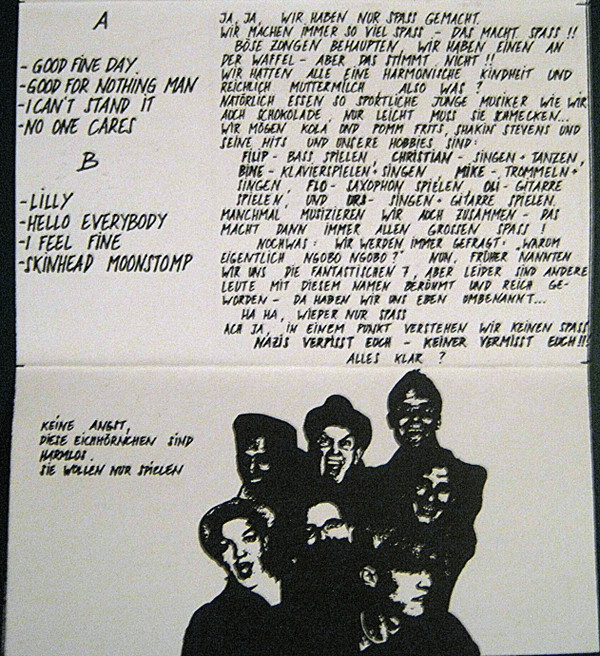 A
- GOOD FINE DAY
- GOOD FOR NOTHING MAN
- I CAN'T STAND IT
- NO ONE CARES
B
- LILLY
- HELLO EVERYBODY
- I FEEL FINE
- SKINHEAD MOONSTOMP
JA, JA, WIR HABEN NUR SPASS GEMACHT.
WIR MACHEN IMMER SO VIEL SPASS - DAS MACHT SPASS !!
BÖSE ZONGEN BEHAUPTEN, WIR HABEN EINEN AN
DER WAFFEL - ABER DAS STIMMT NICHT !!
WIR HATTEN ALLE EINE HARMONISCHE KINDHEIT UND
REICHLICH MUTTERMILCH. ALSO WAS ?
NATÜRLICH ESSEN SO SPORTLICHE JUNGE MUSIKER WIE WIR
AUCH SCHOKOLADE, NUR LEICHT MUSS SIE SCHMECKEN...
WIR MÖGEN KOLA UND POMM FRITS, SHAKIN' STEVENS UND
SEINE HITS UND UNSERE HOBBIES SIND:
FILIP - BASS SPIELEN, CHRISTIAN - SINGEN + TANZEN,
BINE - KLAVIERSPIELEN + SINGEN, MIKE - TROMMELN +
SINGEN, FLO - SAXOPHON SPIELEN, OLI - GITARRE
SPIELEN, UND URS - SINGEN + GITARRE SPIELEN.
MANCHMAL MUSIZIEREN WIR AUCH ZUSAMMEN - DAS
MACHT DANN IMMER ALLEN GROSSEN SPASS !
NOCHWAS : WIR WERDEN IMMER GEFRAGT: „WARUM
EIGENTLICH NGOBO NGOBO ?" NUN, FRÜHER NANNTEN
WIR UNS DIE FANTASTISCHEN 7, ABER LEIDER SIND ANDERE
LEUTE MIT DIESEM NAMEN BERÜHMT UND REICH GE-
WORDEN - DA HABEN WIR UNS EBEN UMBENANNT...
HA HA, WIEDER NUR SPASS
ACH JA, IN EINEM PUNKT VERSTEHEN WIR KEINEN SPASS
NAZIS VERPISST EUCH - KEINER VERMISST EUCH!!!
ALLES KLAR ?
KEINE ANGST,
DIESE EICHHÖRNCHEN SIND
HARMLOS.
SIE WOLLEN NUR SPIELEN